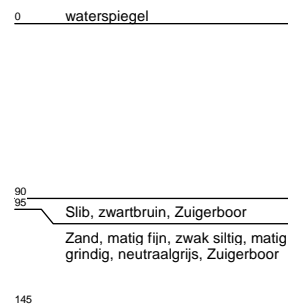 0 waterspiegel
90
95
Slib, zwartbruin, Zuigerboor
Zand, matig fijn, zwak siltig, matig
grindig, neutraalgrijs, Zuigerboor
145